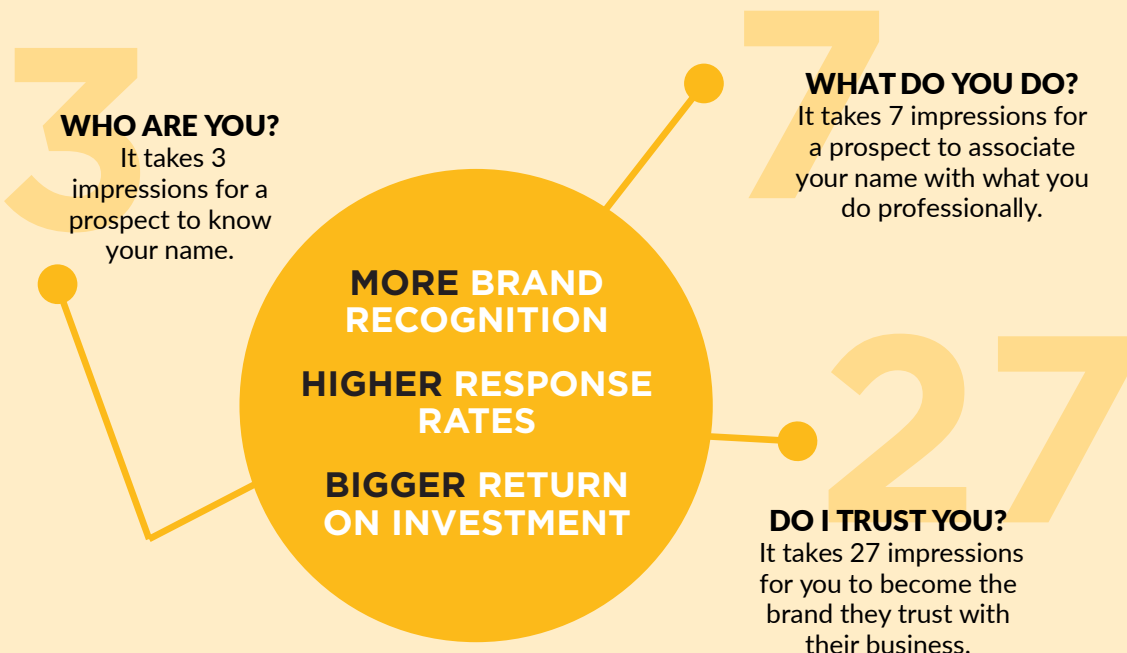 3
WHO ARE YOU?
It takes 3
impressions for a
prospect to know
your name.
7
WHAT DO YOU DO?
It takes 7 impressions for
a prospect to associate
your name with what you
do professionally.
MORE BRAND
RECOGNITION
HIGHER RESPONSE
RATES
BIGGER RETURN
ON INVESTMENT
27
DO I TRUST YOU?
It takes 27 impressions
for you to become the
brand they trust with
their business.